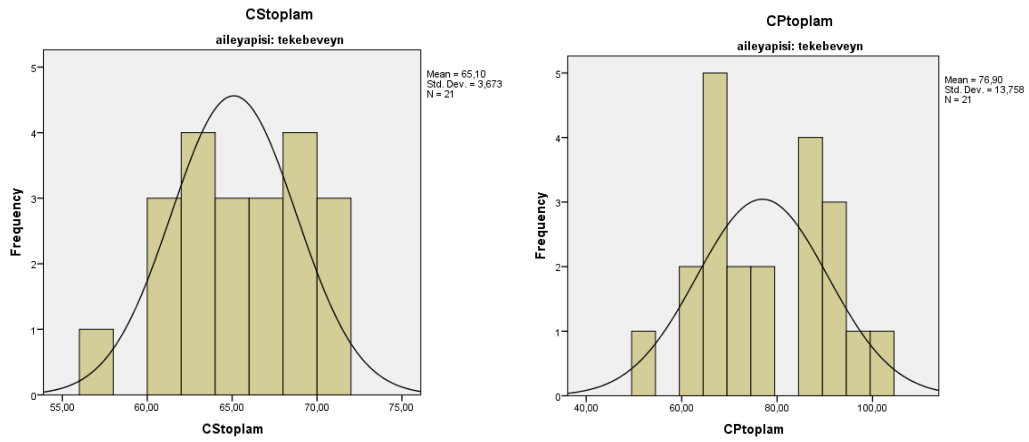 CStoplam
aileyapisi: tekebeveyn
Mean = 65,10
Std. Dev. = 3,673
N = 21
5
4
3
2
1
0
Frequency
55,00 60,00 65,00 70,00 75,00
CStoplam
CPtoplam
aileyapisi: tekebeveyn
Mean = 76,90
Std. Dev. = 13,758
N = 21
5
4
3
2
1
0
Frequency
40,00 60,00 80,00 100,00
CPtoplam